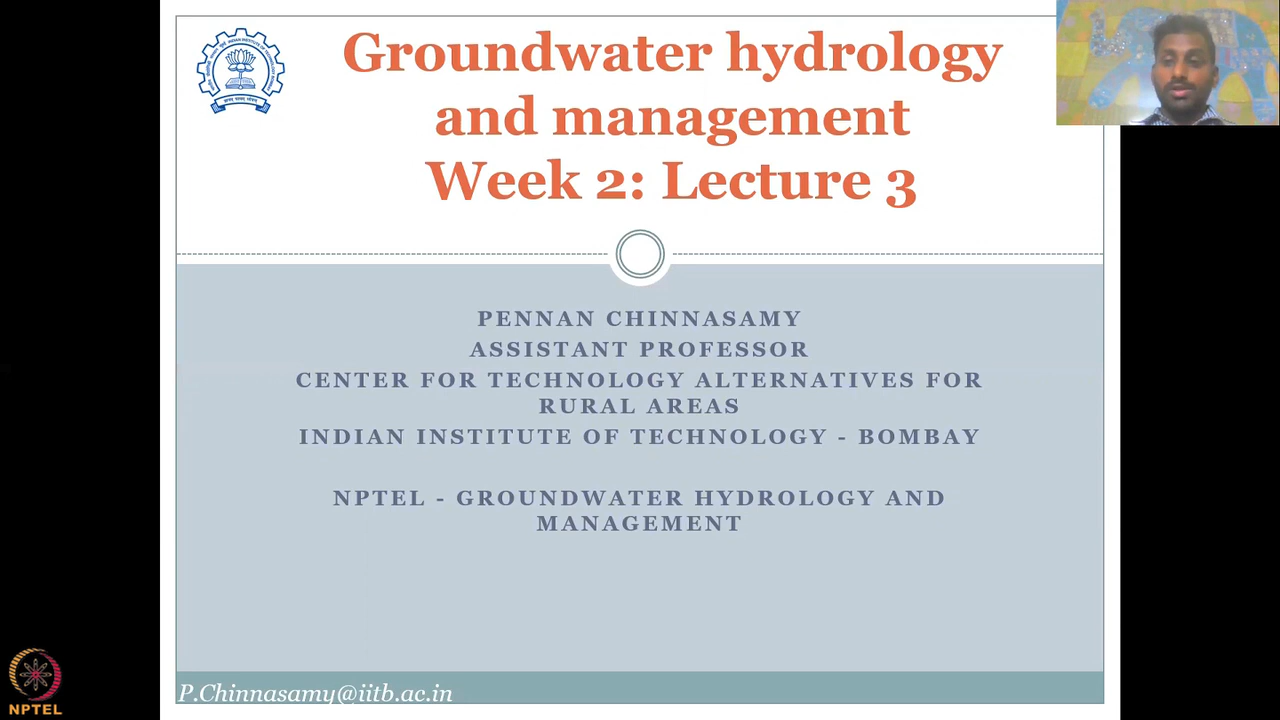 Groundwater hydrology
and management
Week 2: Lecture 3
PENNAN CHINNASAMY
ASSISTANT PROFESSOR
CENTER FOR TECHNOLOGY ALTERNATIVES FOR
RURAL AREAS
INDIAN INSTITUTE OF TECHNOLOGY - BOMBAY
NPTEL - GROUNDWATER HYDROLOGY AND
MANAGEMENT
P.Chinnasamy@iitb.ac.in
NPTEL